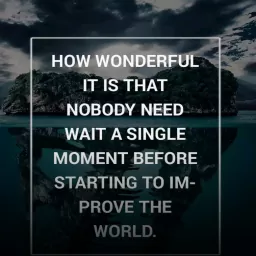 HOW WONDERFUL
IT IS THAT
NOBODY NEED
WAIT A SINGLE
MOMENT BEFORE
STARTING TO IM-
PROVE THE
WORLD.